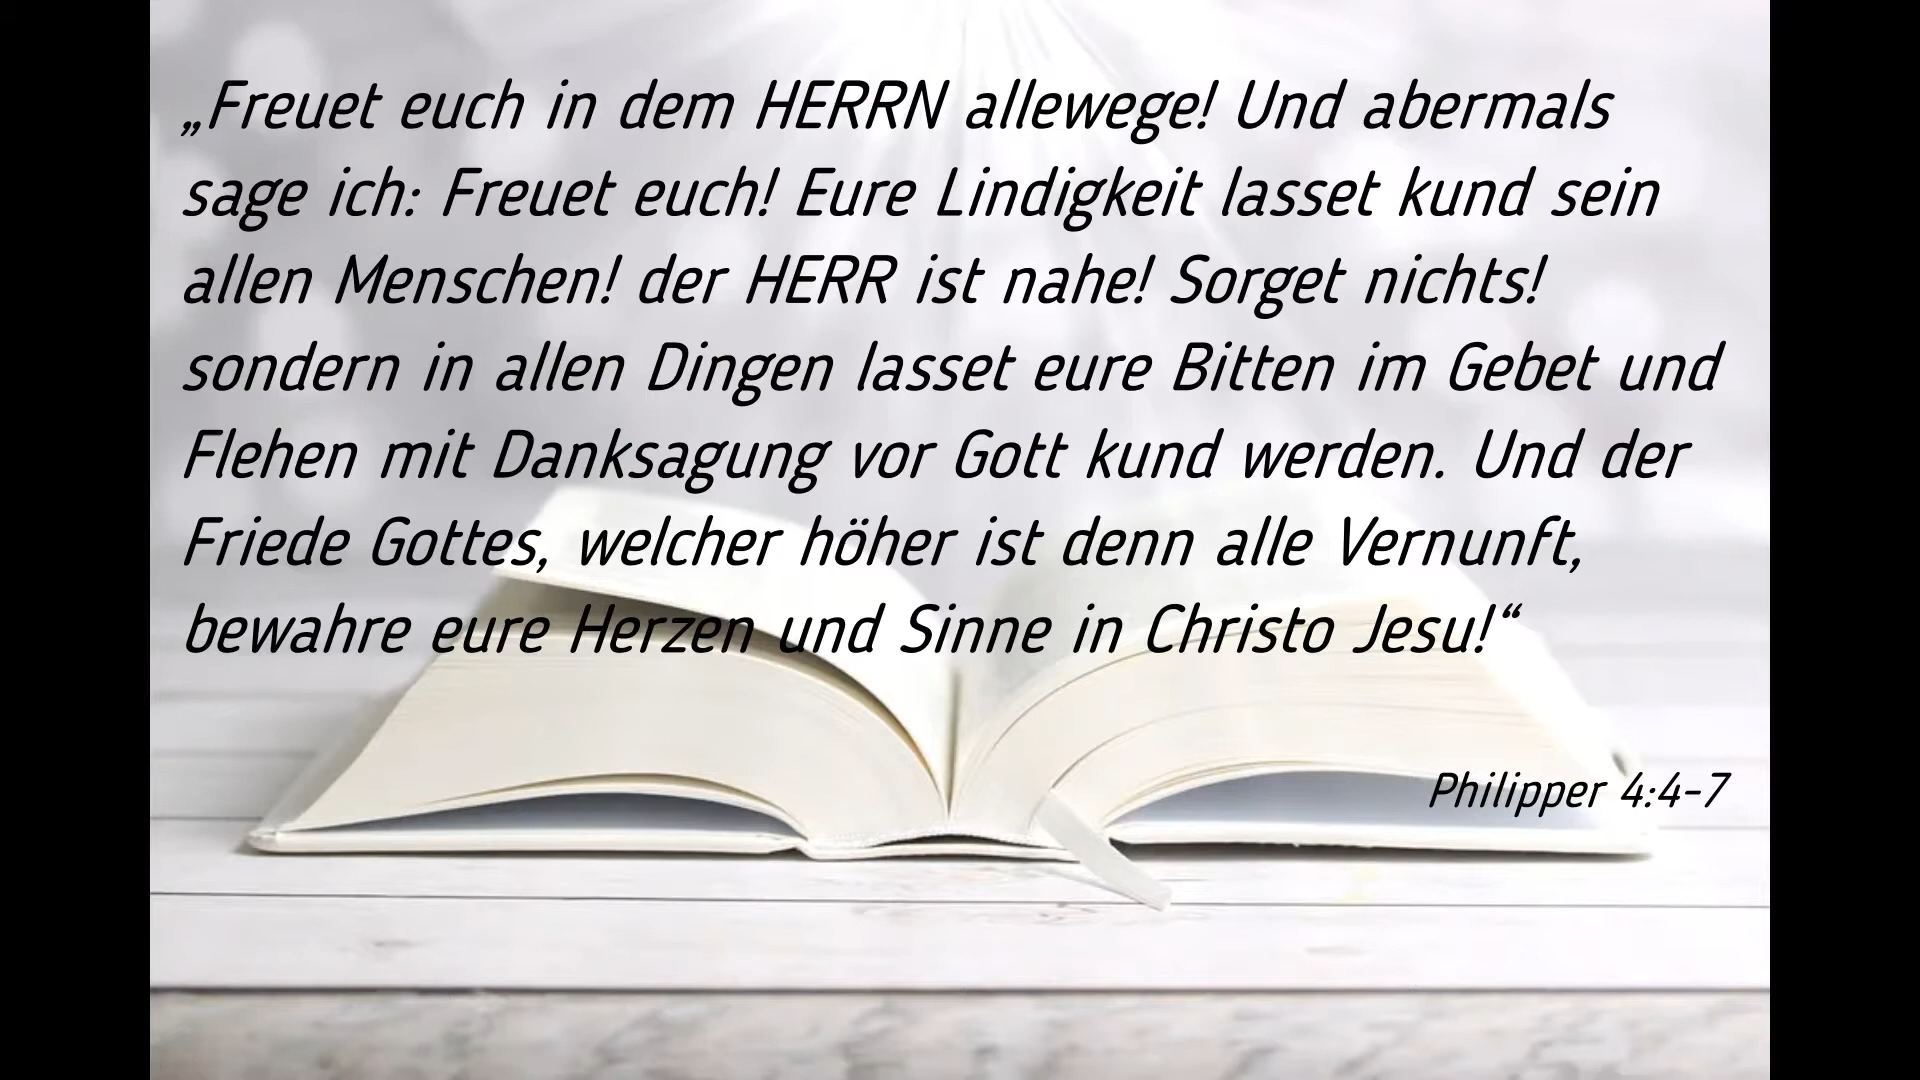 „Freuet euch in dem HERRN allewege! Und abermals
sage ich: Freuet euch! Eure Lindigkeit lasset kund sein
allen Menschen! der HERR ist nahe! Sorget nichts!
sondern in allen Dingen lasset eure Bitten im Gebet und
Flehen mit Danksagung vor Gott kund werden. Und der
Friede Gottes, welcher höher ist denn alle Vernunft,
bewahre eure Herzen und Sinne in Christo Jesu!“
Philipper 4:4-7